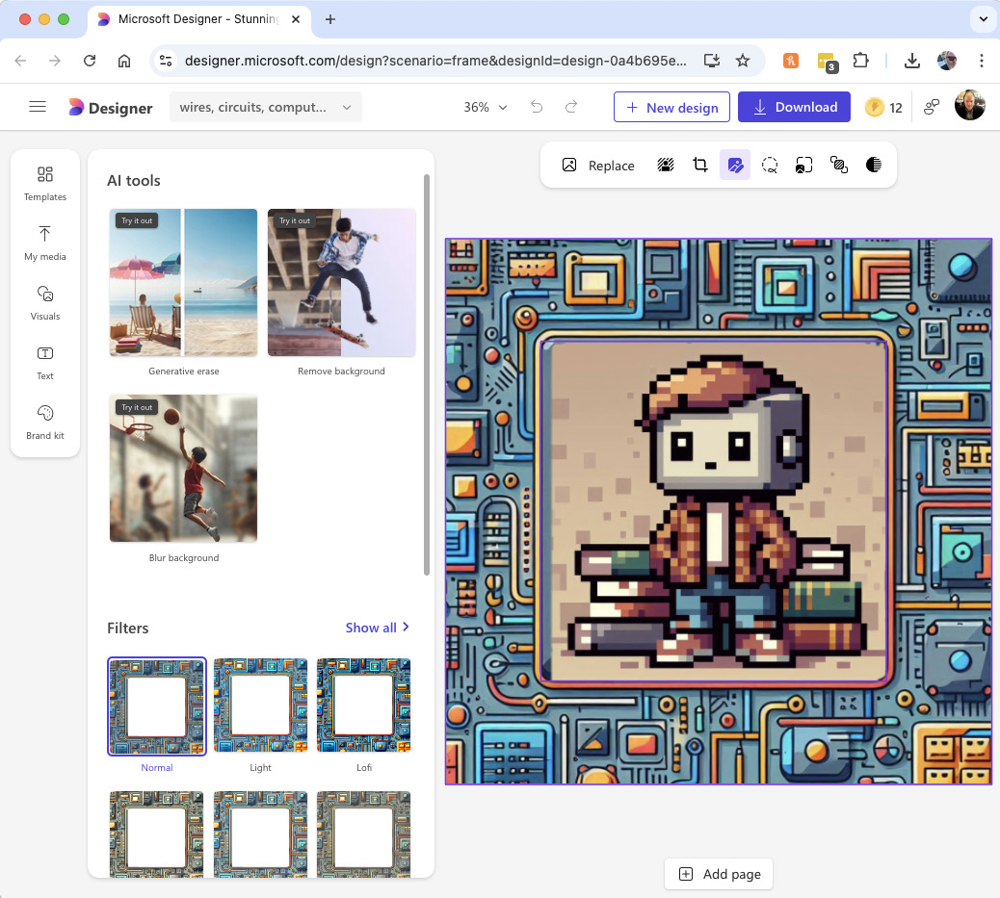 Microsoft Designer - Stunning
designer.microsoft.com/design?scenario=frame&designId=design-0a4b695e...
3
Designer
wires, circuits, comput...
36%
New design
Download
12
Templates
My media
Visuals
Text
Brand kit
AI tools
Try it out
Try it out
Generative erase
Remove background
Try it out
Blur background
Filters
Show all
Normal
Light
Lofi
Replace
Add page